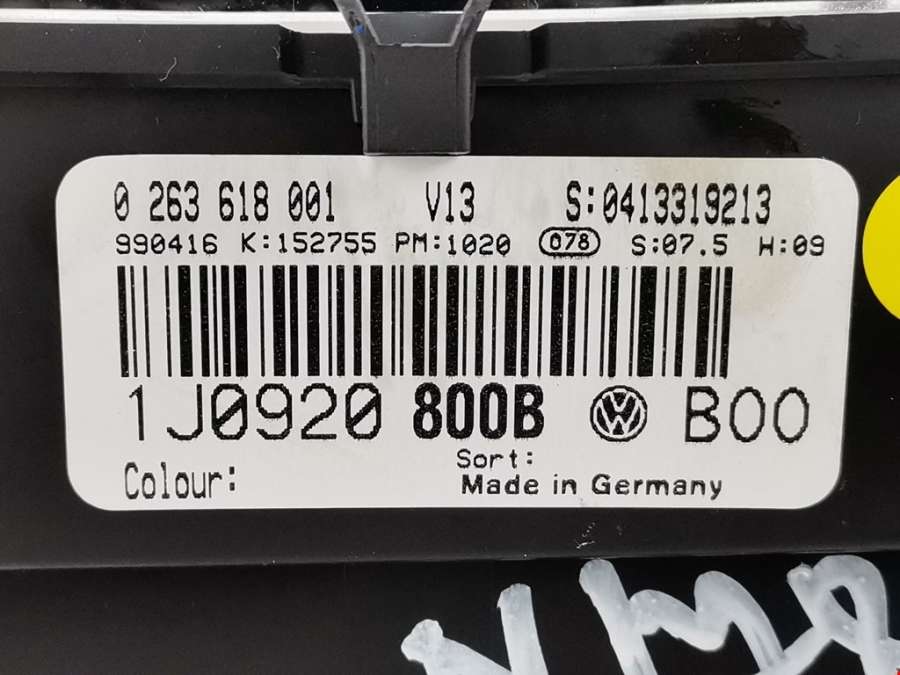 0 263 618 001 V13 S:0413319213
990416 K:152755 PM:1020 078 S:07.5 H:09
1J0920 800B VW B00
Sort:
Colour: Made in Germany